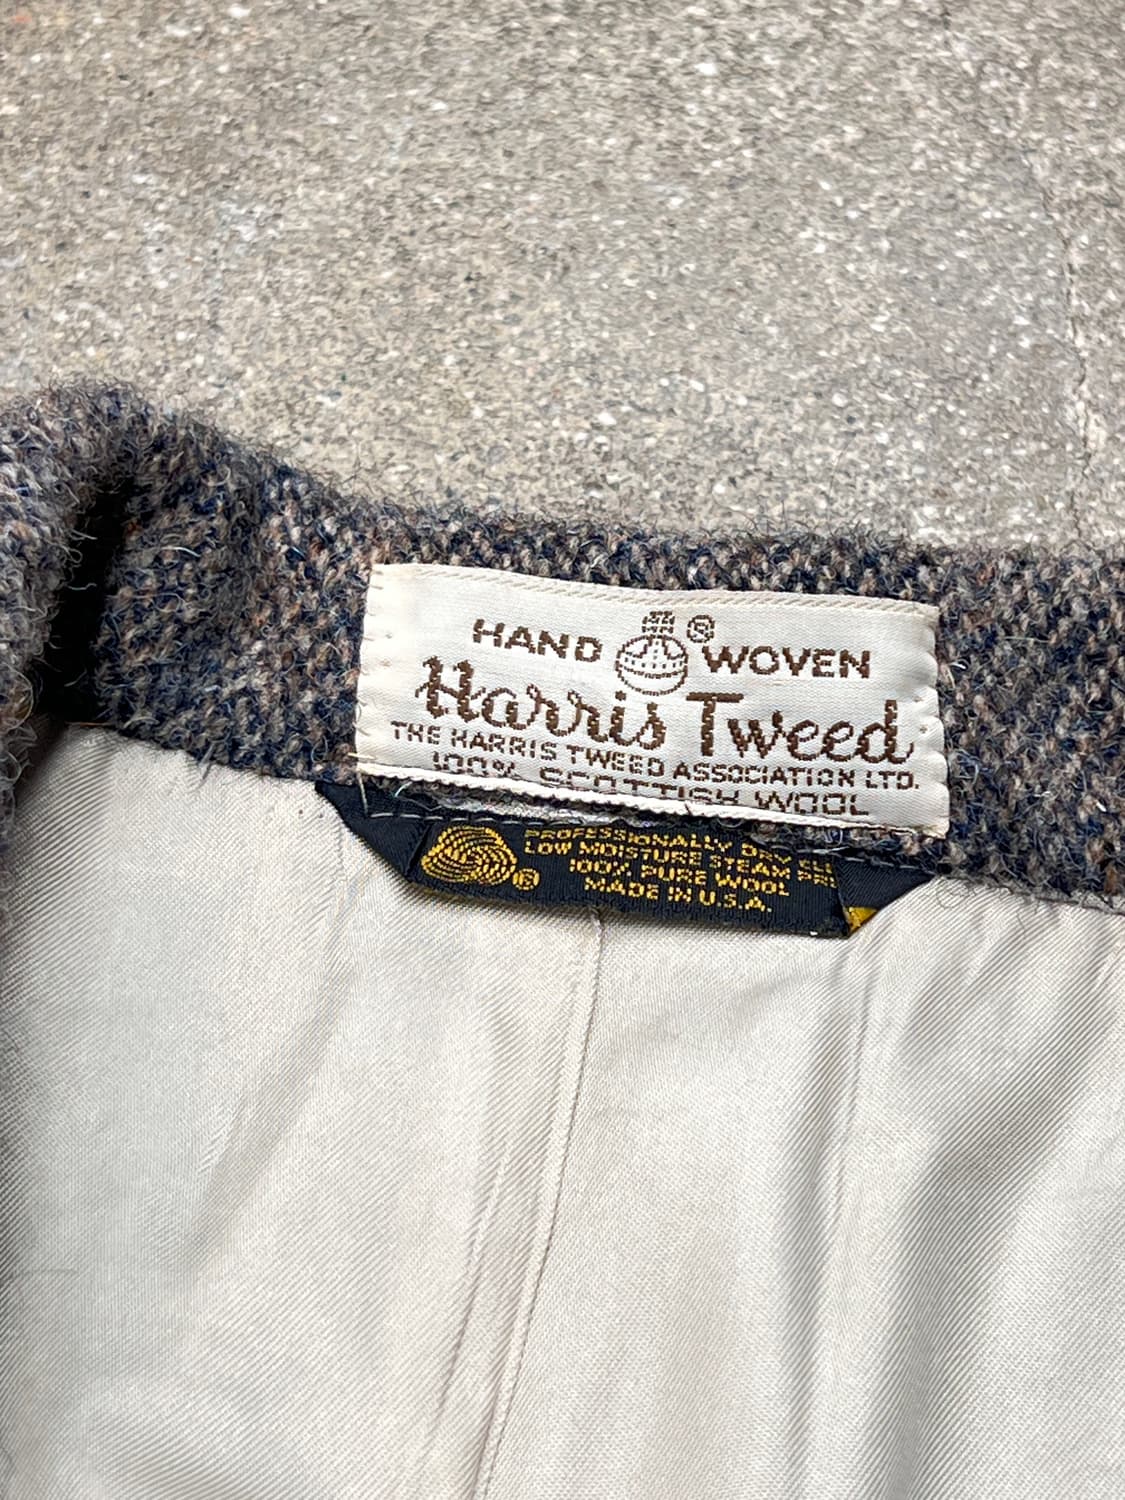 HAND ® WOVEN
Harris Tweed
THE HARRIS TWEED ASSOCIATION LTD.
100% SCOTTISH WOOL
PROFESSIONALLY DRY
LOW MOISTURE STEAM
100% PURE WOOL
®
MADE IN U.S.A.